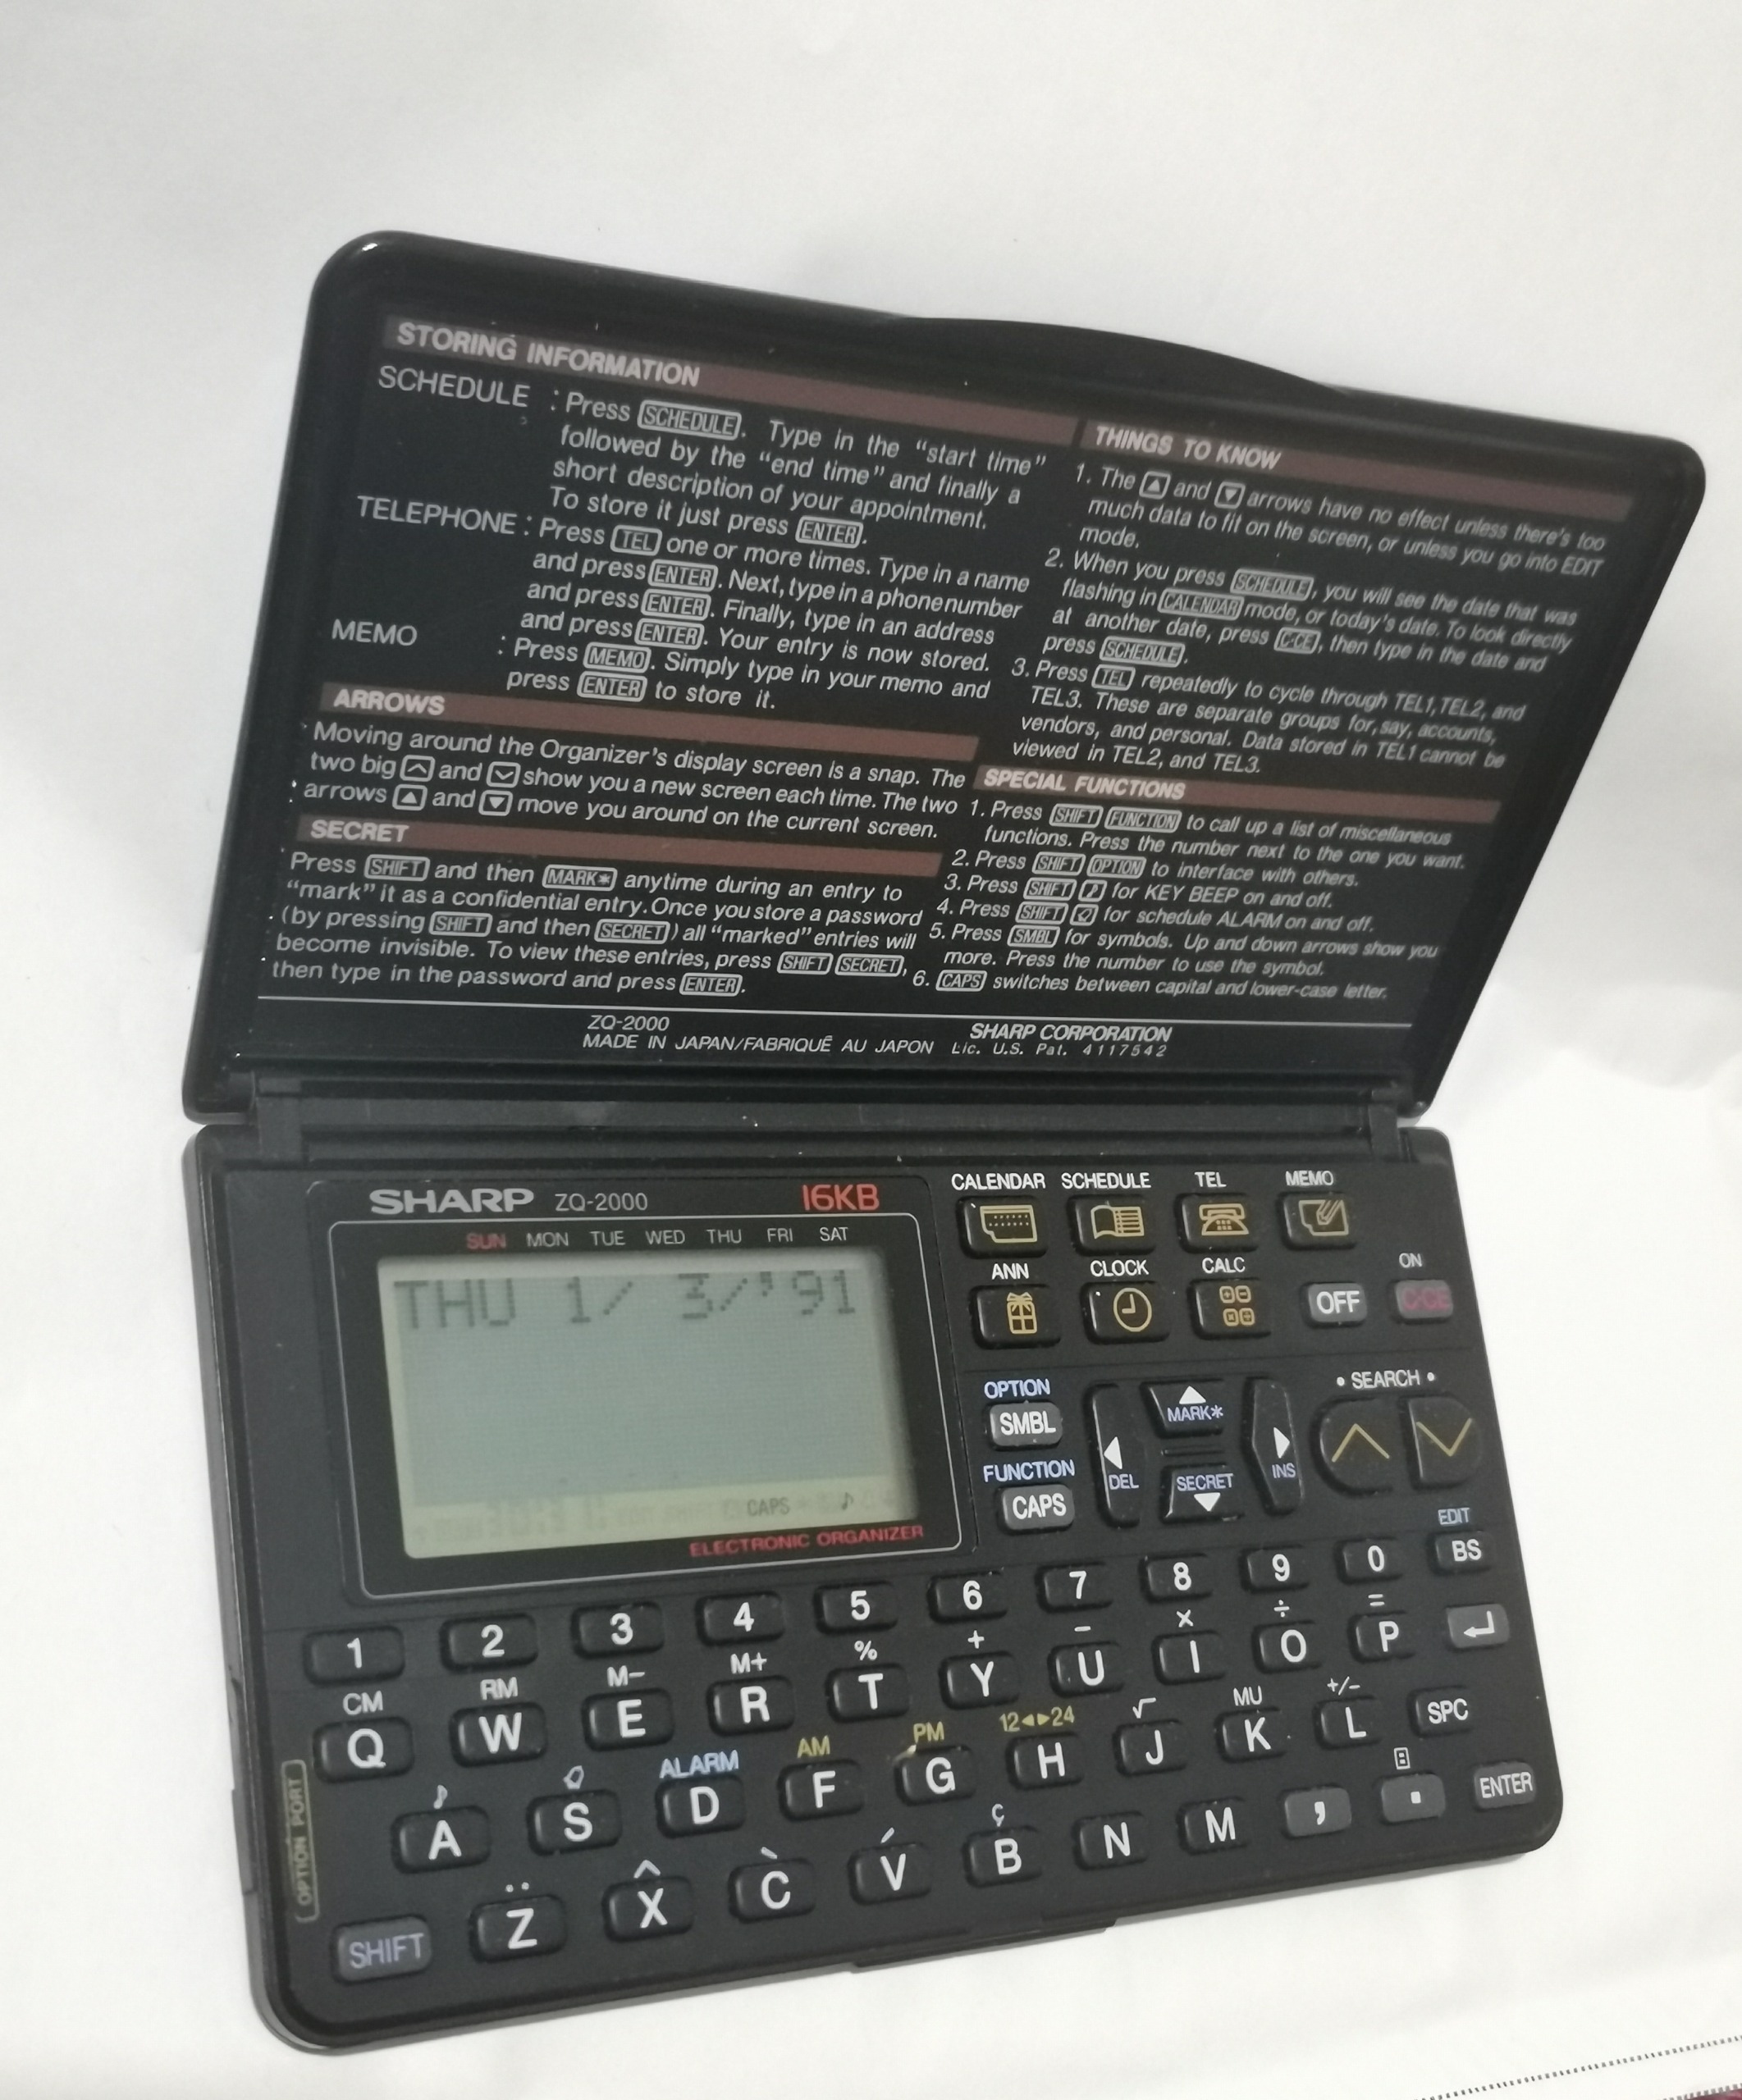 STORING INFORMATION
SCHEDULE : Press SCHEDULE. Type in the “start time”
followed by the “end time” and finally a
short description of your appointment.
To store it just press ENTER.
TELEPHONE : Press TEL one or more times. Type in a name
and press ENTER. Next, type in a phone number
and press ENTER. Finally, type in an address
and press ENTER. Your entry is now stored.
MEMO : Press MEMO. Simply type in your memo and
press ENTER to store it.
ARROWS
Moving around the Organizer's display screen is a snap. The
two big and show you a new screen each time. The two
arrows ▲ and ▼ move you around on the current screen.
SECRET
Press SHIFT and then MARK* anytime during an entry to
“mark” it as a confidential entry. Once you store a password
(by pressing SHIFT and then SECRET) all “marked” entries will
become invisible. To view these entries, press SHIFT SECRET,
then type in the password and press ENTER.
THINGS TO KNOW
1. The ▲ and ▼ arrows have no effect unless there's too
much data to fit on the screen, or unless you go into EDIT
mode.
2. When you press SCHEDULE, you will see the date that was
flashing in CALENDAR mode, or today's date. To look directly
at another date, press C·CE, then type in the date and
press SCHEDULE.
3. Press TEL repeatedly to cycle through TEL1, TEL2, and
TEL3. These are separate groups for, say, accounts,
vendors, and personal. Data stored in TEL1 cannot be
viewed in TEL2, and TEL3.
SPECIAL FUNCTIONS
1. Press SHIFT FUNCTION to call up a list of miscellaneous
functions. Press the number next to the one you want.
2. Press SHIFT OPTION to interface with others.
3. Press SHIFT ♪ for KEY BEEP on and off.
4. Press SHIFT for schedule ALARM on and off.
5. Press SMBL for symbols. Up and down arrows show you
more. Press the number to use the symbol.
6. CAPS switches between capital and lower-case letter.
ZQ-2000
MADE IN JAPAN/FABRIQUÉ AU JAPON
SHARP CORPORATION
Lic. U.S. Pat. 4117542
SHARP ZQ-2000 16KB
SUN MON TUE WED THU FRI SAT
THU 1/ 3/'91
CAPS ♪
ELECTRONIC ORGANIZER
CALENDAR SCHEDULE TEL MEMO
ANN CLOCK CALC ON
OFF C·CE
OPTION
SMBL
FUNCTION
CAPS
▲
MARK*
◀ DEL
▶ INS
SECRET
▼
• SEARCH •
EDIT
1 2 3 4 5 6 7 8 9 0 BS
CM RM M− M+ % + − × ÷ =
Q W E R T Y U I O P
♪ ALARM AM PM 12◀▶24 √ MU +/−
A S D F G H J K L SPC
¨ ^ ` ´ ç
SHIFT Z X C V B N M , . ENTER
OPTION PORT